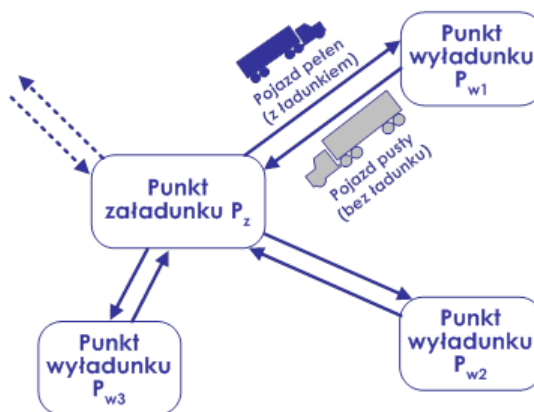 Pojazd pełen
(z ładunkiem)
Punkt
wyładunku
Pw1
Pojazd pusty
(bez ładunku)
Punkt
załadunku Pz
Punkt
wyładunku
Pw2
Punkt
wyładunku
Pw3